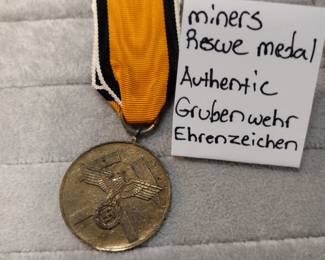 miners
Rescue medal
Authentic
Grubenwehr
Ehrenzeichen